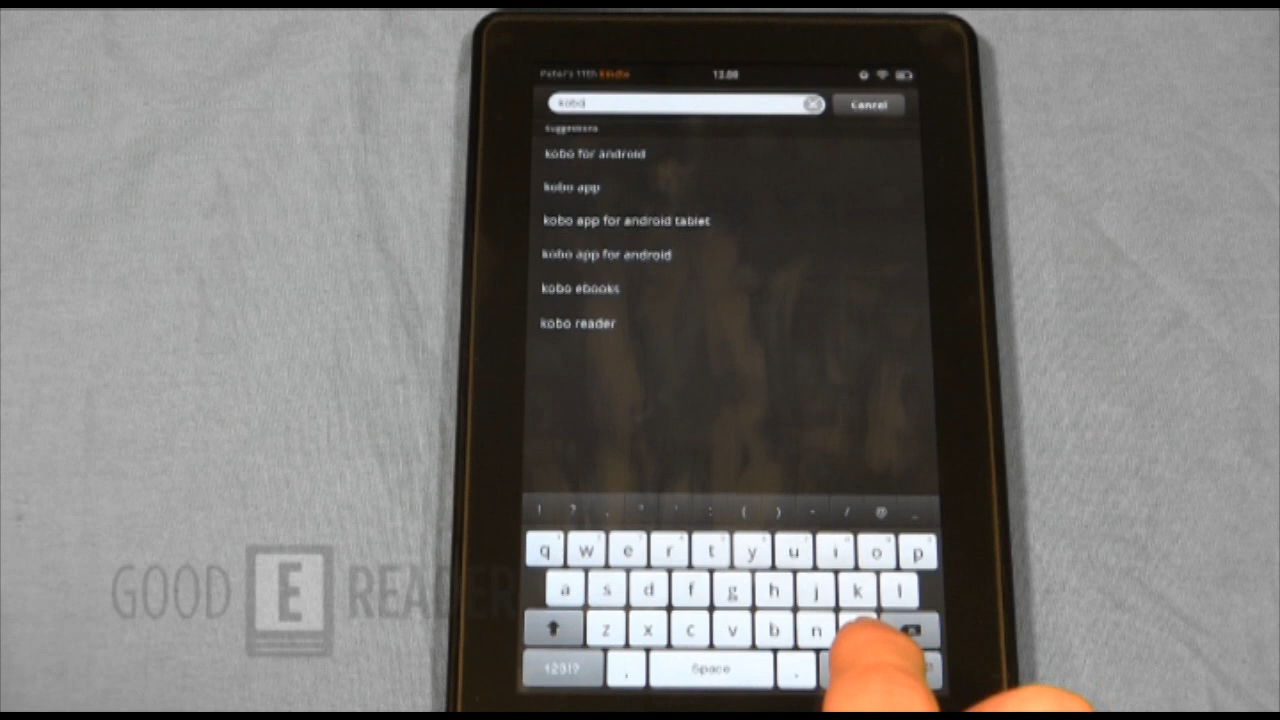 Peter's 11th kindle 13:08
kobo Cancel
Suggestions
kobo for android
kobo app
kobo app for android tablet
kobo app for android
kobo ebooks
kobo reader
! ? , " ' : ( ) - / @ _
q w e r t y u i o p
a s d f g h j k l
z x c v b n
123!? , Space .
GOOD E READER